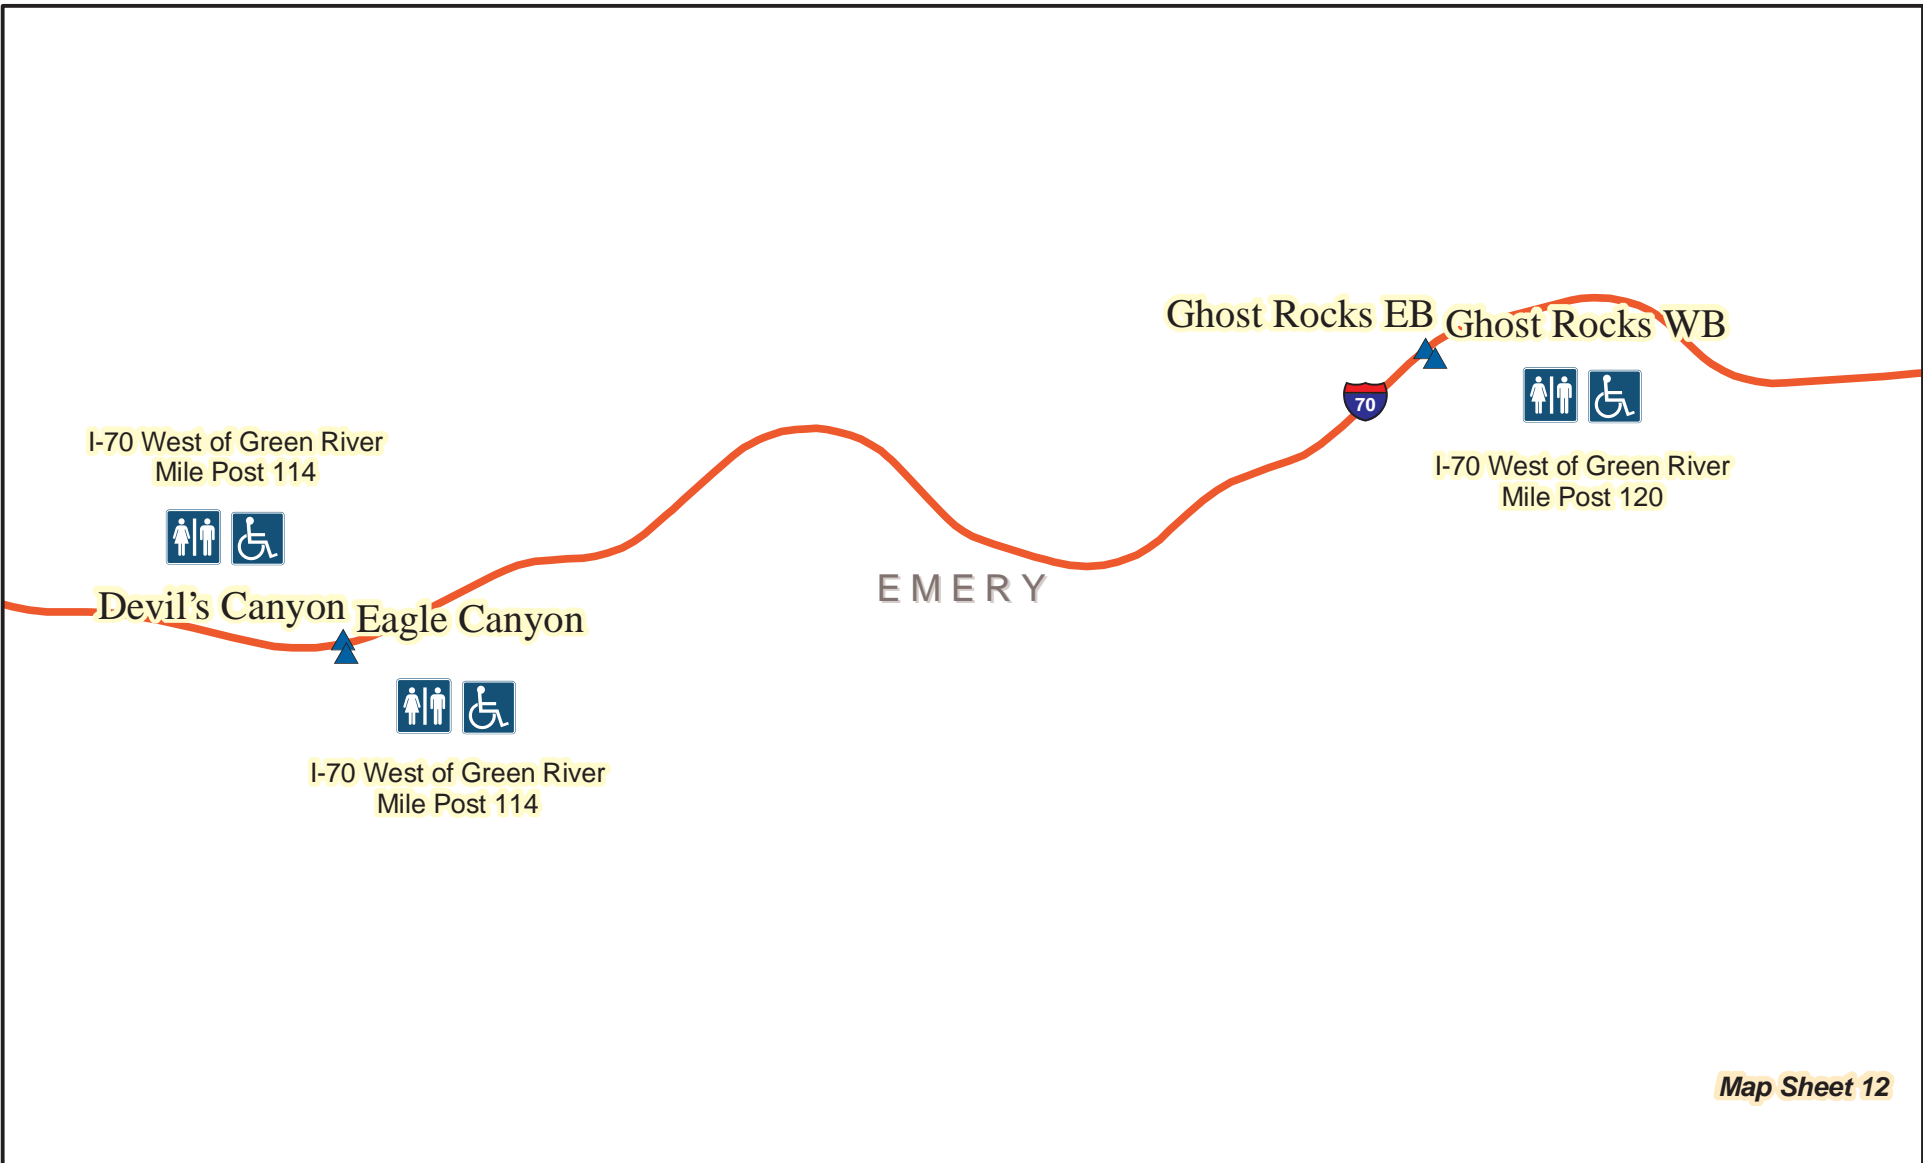 Ghost Rocks EB
Ghost Rocks WB
70
I-70 West of Green River
Mile Post 120
I-70 West of Green River
Mile Post 114
Devil's Canyon
Eagle Canyon
EMERY
I-70 West of Green River
Mile Post 114
Map Sheet 12